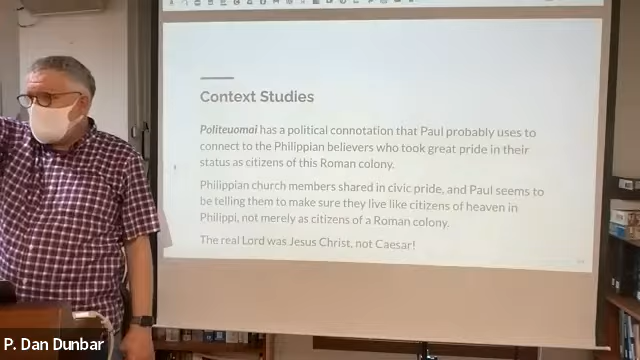 Context Studies
Politeuomai has a political connotation that Paul probably uses to
connect to the Philippian believers who took great pride in their
status as citizens of this Roman colony.
Philippian church members shared in civic pride, and Paul seems to
be telling them to make sure they live like citizens of heaven in
Philippi, not merely as citizens of a Roman colony.
The real Lord was Jesus Christ, not Caesar!
P. Dan Dunbar